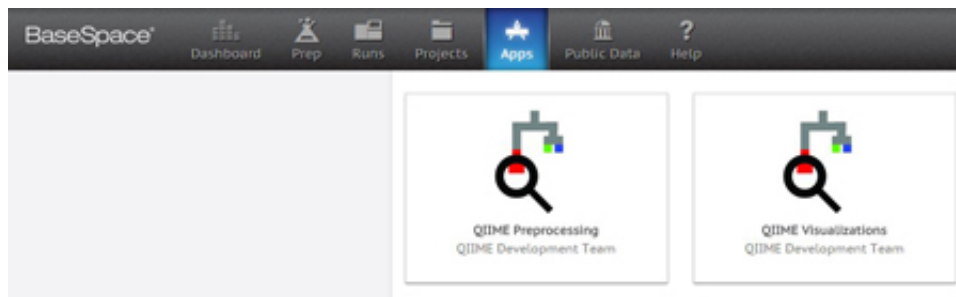 BaseSpace®
Dashboard
Prep
Runs
Projects
Apps
Public Data
?
Help
QIIME Preprocessing
QIIME Development Team
QIIME Visualizations
QIIME Development Team